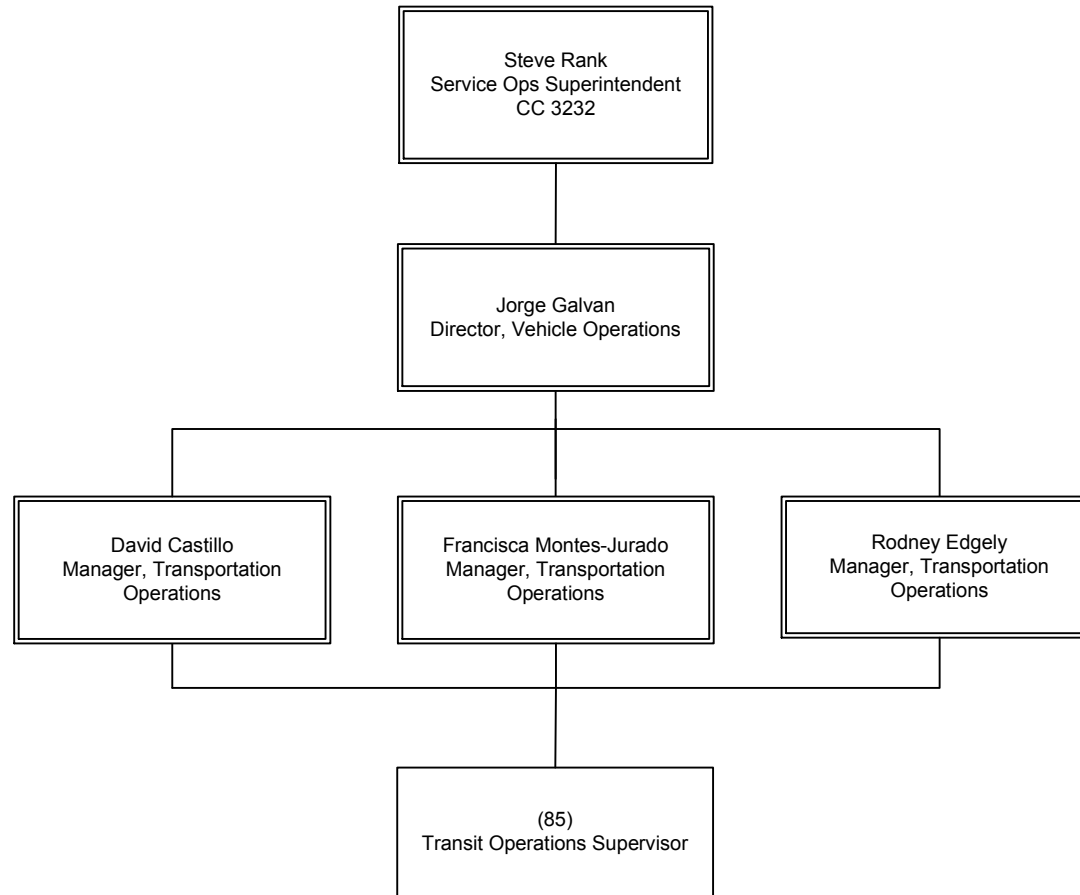 Steve Rank
Service Ops Superintendent
CC 3232
Jorge Galvan
Director, Vehicle Operations
David Castillo
Manager, Transportation
Operations
Francisca Montes-Jurado
Manager, Transportation
Operations
Rodney Edgely
Manager, Transportation
Operations
(85)
Transit Operations Supervisor